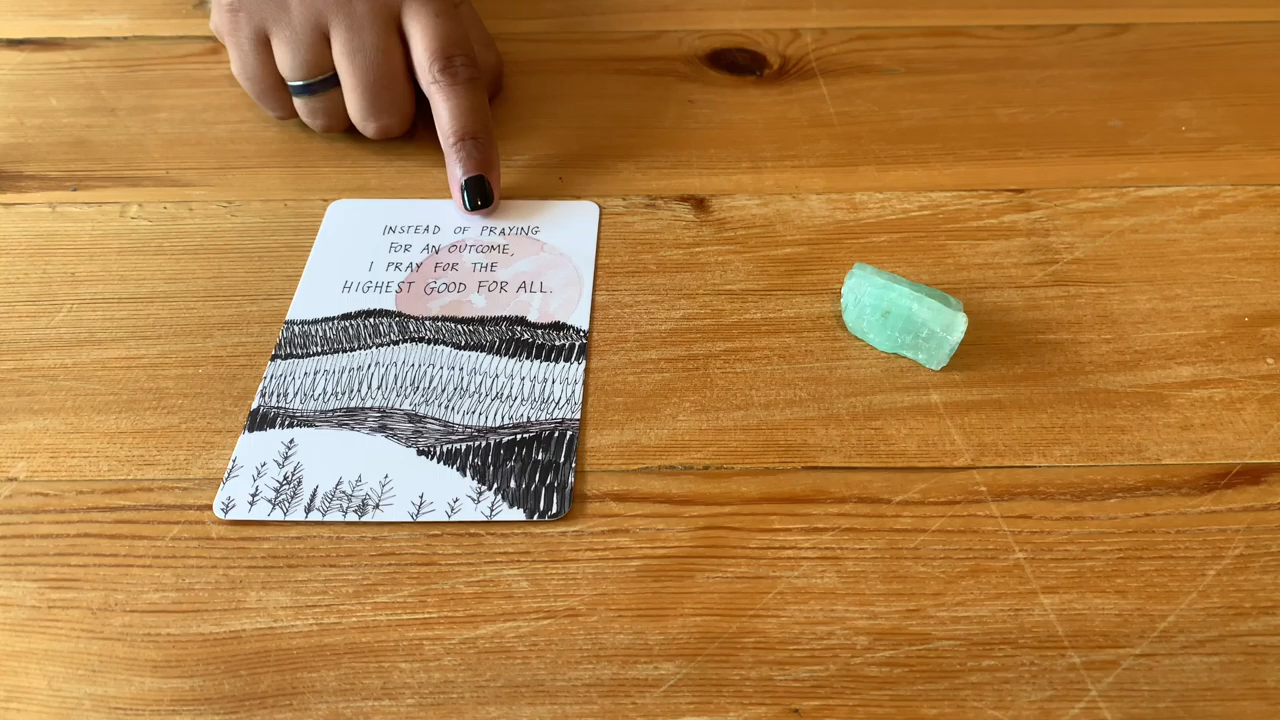 INSTEAD OF PRAYING
FOR AN OUTCOME,
I PRAY FOR THE
HIGHEST GOOD FOR ALL.